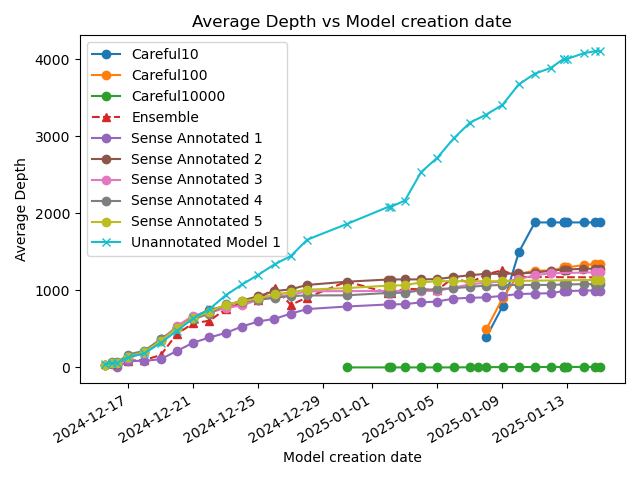 Average Depth vs Model creation date
Careful10
Careful100
Careful10000
Ensemble
Sense Annotated 1
Sense Annotated 2
Sense Annotated 3
Sense Annotated 4
Sense Annotated 5
Unannotated Model 1
Average Depth
4000
3000
2000
1000
0
2024-12-17
2024-12-21
2024-12-25
2024-12-29
2025-01-01
2025-01-05
2025-01-09
2025-01-13
Model creation date